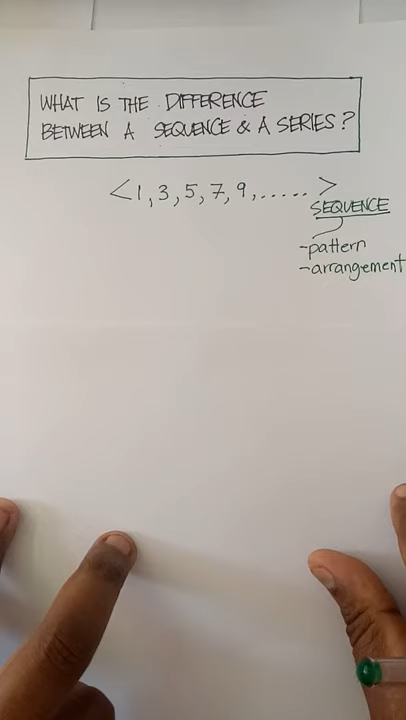 WHAT IS THE DIFFERENCE
BETWEEN A SEQUENCE & A SERIES?
<1, 3, 5, 7, 9, ..... >
SEQUENCE
-pattern
-arrangement